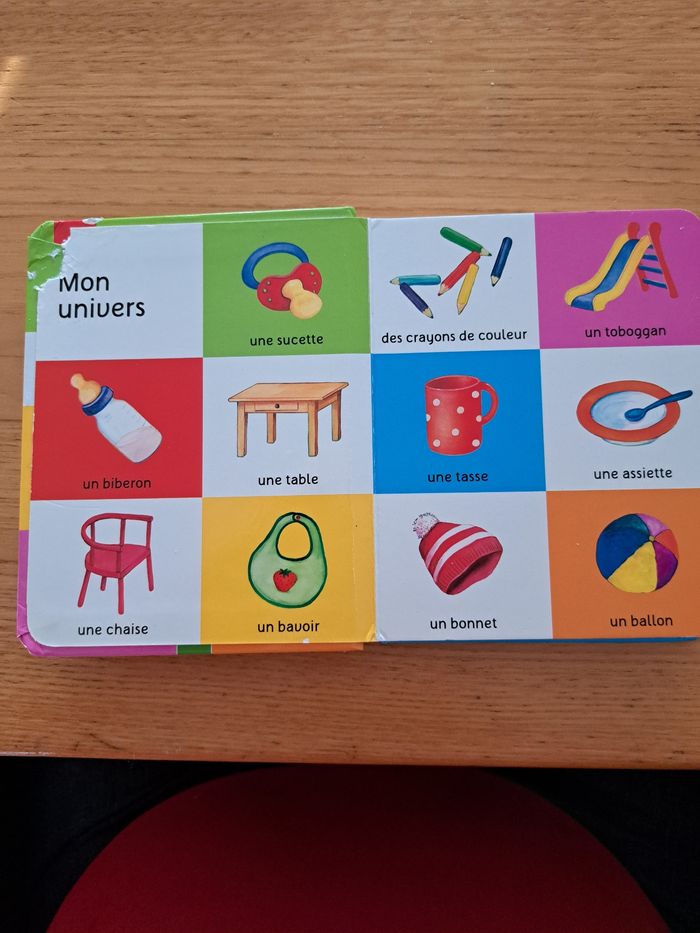 Mon
univers
une sucette
des crayons de couleur
un toboggan
un biberon
une table
une tasse
une assiette
une chaise
un bavoir
un bonnet
un ballon